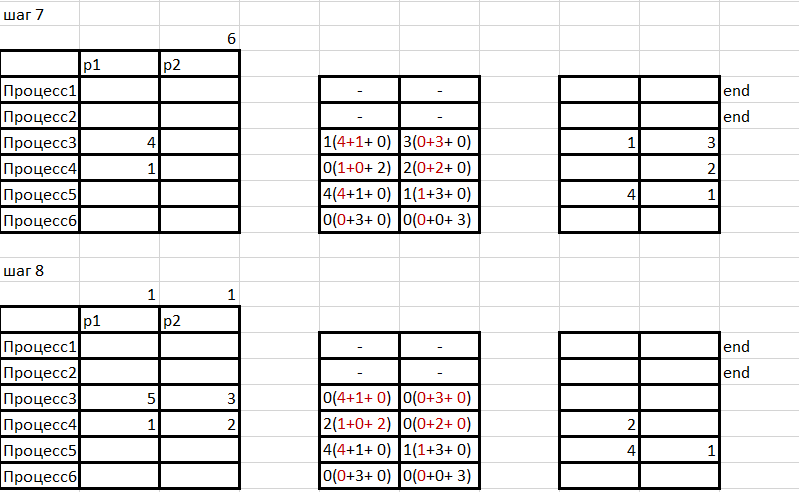 шаг 7
6
p1 p2
Процесс1 - - end
Процесс2 - - end
Процесс3 4 1(4+1+ 0) 3(0+3+ 0) 1 3
Процесс4 1 0(1+0+ 2) 2(0+2+ 0) 2
Процесс5 4(4+1+ 0) 1(1+3+ 0) 4 1
Процесс6 0(0+3+ 0) 0(0+0+ 3)
шаг 8
1 1
p1 p2
Процесс1 - - end
Процесс2 - - end
Процесс3 5 3 0(4+1+ 0) 0(0+3+ 0)
Процесс4 1 2 2(1+0+ 2) 0(0+2+ 0) 2
Процесс5 4(4+1+ 0) 1(1+3+ 0) 4 1
Процесс6 0(0+3+ 0) 0(0+0+ 3)